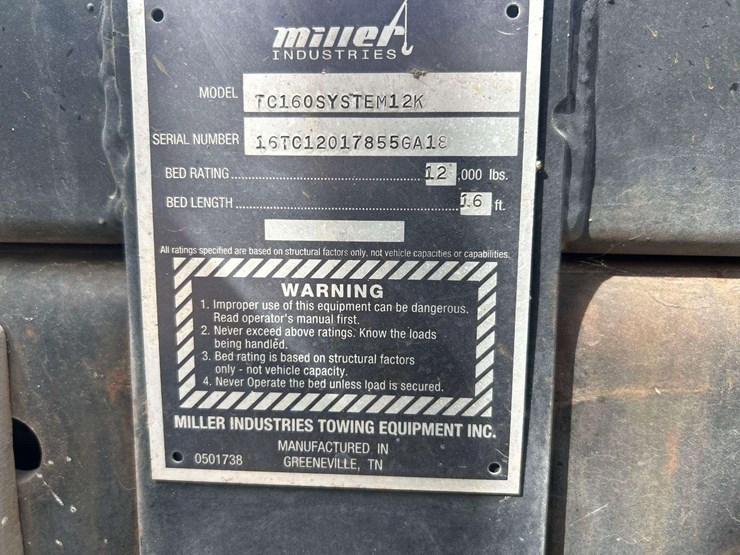 miller
INDUSTRIES
MODEL TC160SYSTEM12K
SERIAL NUMBER 16TC12017855GA18
BED RATING 12 ,000 lbs.
BED LENGTH 16 ft.
All ratings specified are based on structural factors only, not vehicle capacities or capabilities.
WARNING
1. Improper use of this equipment can be dangerous.
Read operator's manual first.
2. Never exceed above ratings. Know the loads
being handled.
3. Bed rating is based on structural factors
only - not vehicle capacity.
4. Never Operate the bed unless load is secured.
MILLER INDUSTRIES TOWING EQUIPMENT INC.
MANUFACTURED IN
0501738 GREENEVILLE, TN